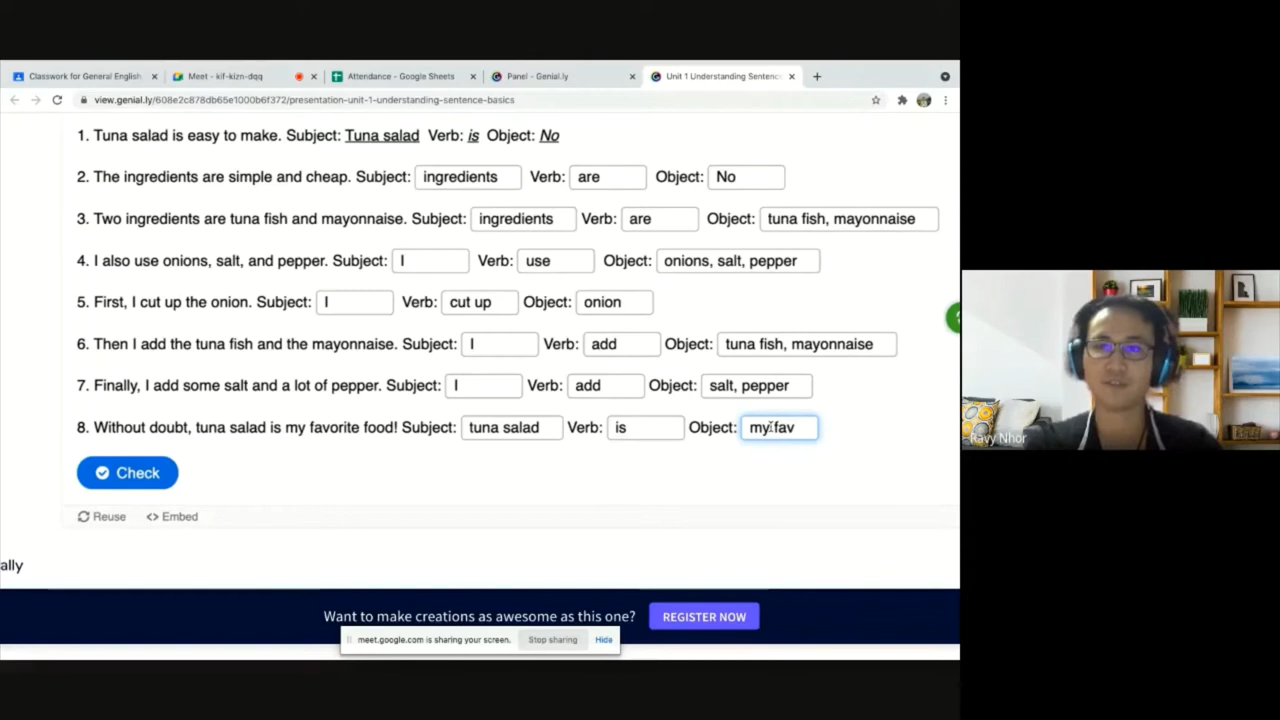 Classwork for General English
Meet - kif-kizn-dqq
Attendance - Google Sheets
Panel - Genial.ly
Unit 1 Understanding Sentenc
view.genial.ly/608e2c878db65e1000b6f372/presentation-unit-1-understanding-sentence-basics
1. Tuna salad is easy to make. Subject: Tuna salad Verb: is Object: No
2. The ingredients are simple and cheap. Subject: ingredients Verb: are Object: No
3. Two ingredients are tuna fish and mayonnaise. Subject: ingredients Verb: are Object: tuna fish, mayonnaise
4. I also use onions, salt, and pepper. Subject: I Verb: use Object: onions, salt, pepper
5. First, I cut up the onion. Subject: I Verb: cut up Object: onion
6. Then I add the tuna fish and the mayonnaise. Subject: I Verb: add Object: tuna fish, mayonnaise
7. Finally, I add some salt and a lot of pepper. Subject: I Verb: add Object: salt, pepper
8. Without doubt, tuna salad is my favorite food! Subject: tuna salad Verb: is Object: my fav
Check
Reuse <> Embed
ally
Want to make creations as awesome as this one? REGISTER NOW
meet.google.com is sharing your screen. Stop sharing Hide
Ravy Nhor